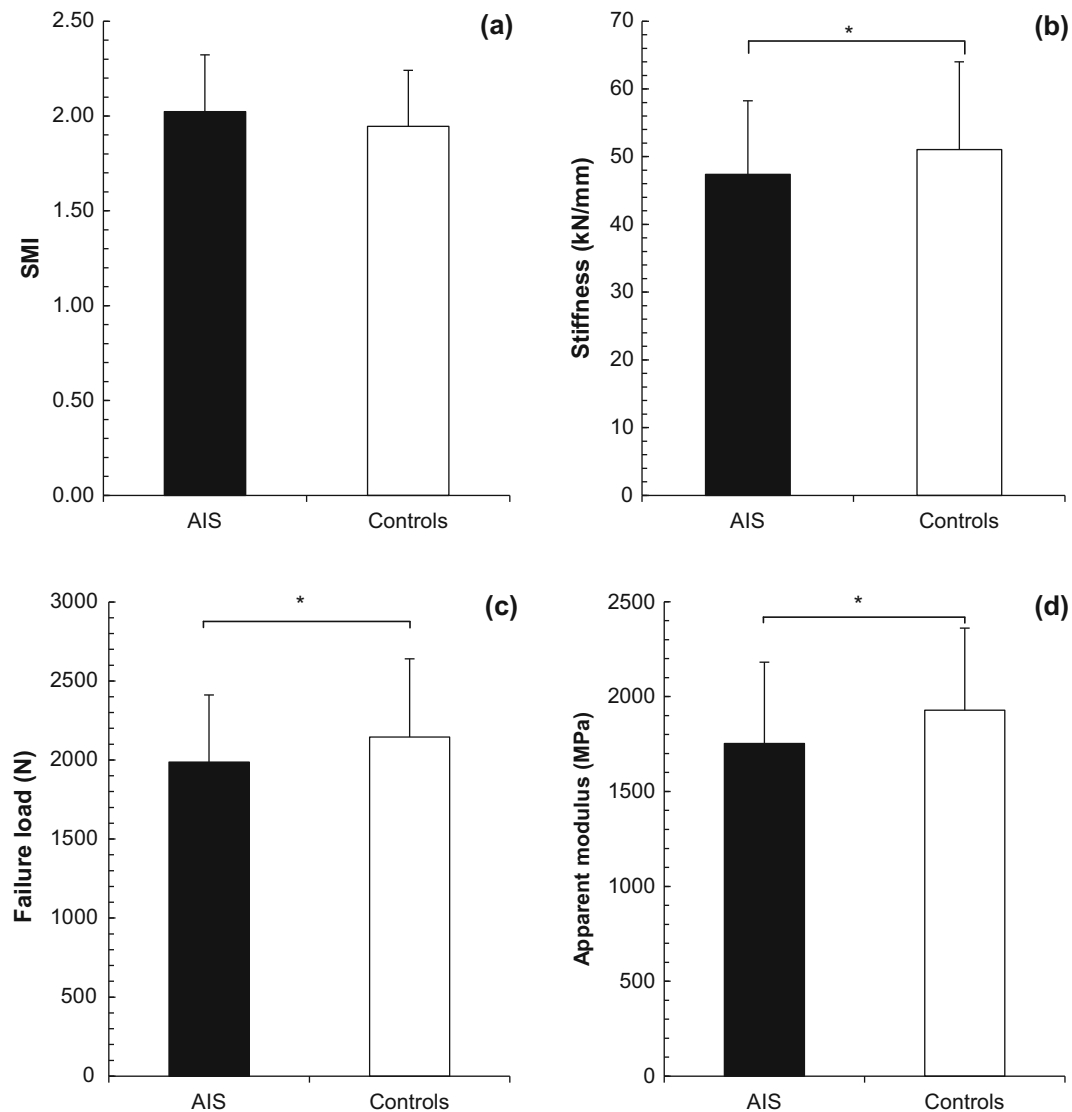 (a)
2.50
2.00
1.50
1.00
0.50
0.00
SMI
AIS Controls
(b)
*
70
60
50
40
30
20
10
0
Stiffness (kN/mm)
AIS Controls
(c)
*
3000
2500
2000
1500
1000
500
0
Failure load (N)
AIS Controls
(d)
*
2500
2000
1500
1000
500
0
Apparent modulus (MPa)
AIS Controls